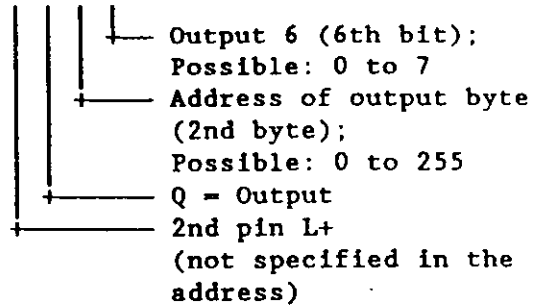 Output 6 (6th bit);
Possible: 0 to 7
Address of output byte
(2nd byte);
Possible: 0 to 255
Q = Output
2nd pin L+
(not specified in the
address)